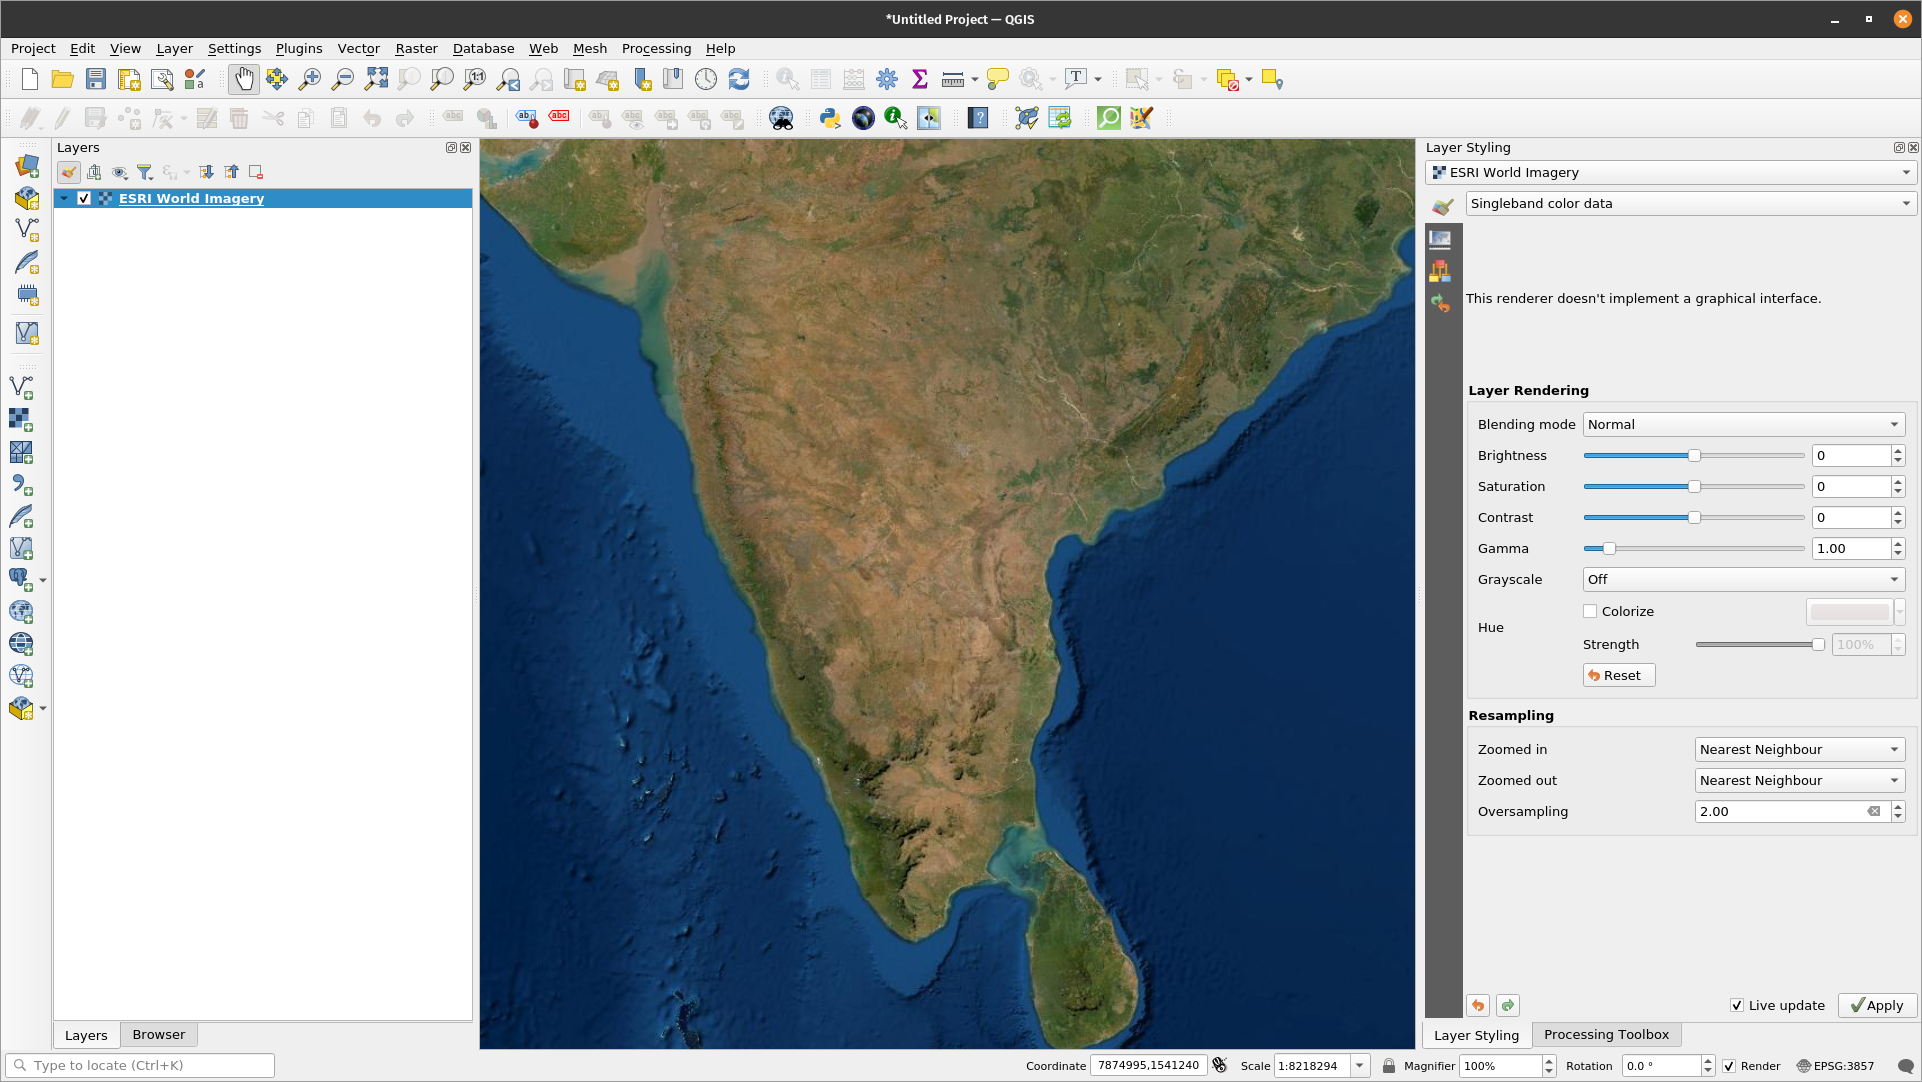 *Untitled Project — QGIS
Project Edit View Layer Settings Plugins Vector Raster Database Web Mesh Processing Help
Layers
ESRI World Imagery
Layers Browser
Layer Styling
ESRI World Imagery
Singleband color data
This renderer doesn't implement a graphical interface.
Layer Rendering
Blending mode Normal
Brightness 0
Saturation 0
Contrast 0
Gamma 1.00
Grayscale Off
Hue
Colorize
Strength 100%
Reset
Resampling
Zoomed in Nearest Neighbour
Zoomed out Nearest Neighbour
Oversampling 2.00
Live update Apply
Layer Styling Processing Toolbox
Type to locate (Ctrl+K) Coordinate 7874995,1541240 Scale 1:8218294 Magnifier 100% Rotation 0.0 ° Render EPSG:3857